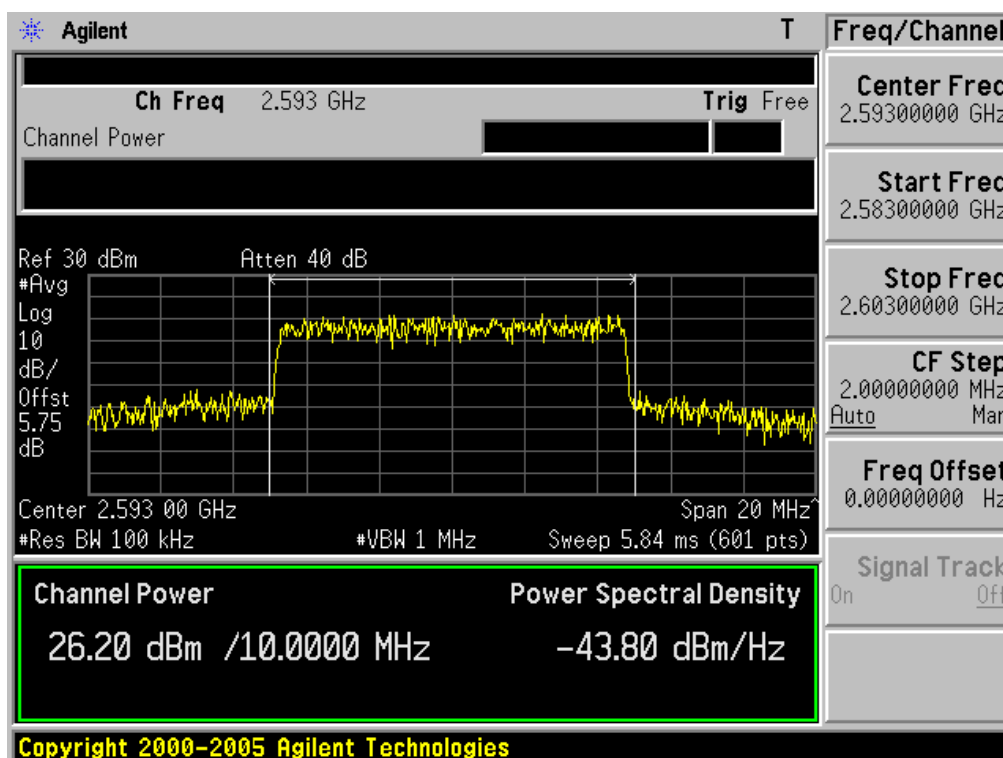 Agilent T
Freq/Channel
Ch Freq 2.593 GHz Trig Free
Channel Power
Ref 30 dBm Atten 40 dB
#Avg
Log
10
dB/
Offst
5.75
dB
Center 2.593 00 GHz Span 20 MHz^
#Res BW 100 kHz #VBW 1 MHz Sweep 5.84 ms (601 pts)
Channel Power Power Spectral Density
26.20 dBm /10.0000 MHz -43.80 dBm/Hz
Copyright 2000-2005 Agilent Technologies
Center Freq
2.59300000 GHz
Start Freq
2.58300000 GHz
Stop Freq
2.60300000 GHz
CF Step
2.00000000 MHz
Auto Man
Freq Offset
0.00000000 Hz
Signal Track
On Off